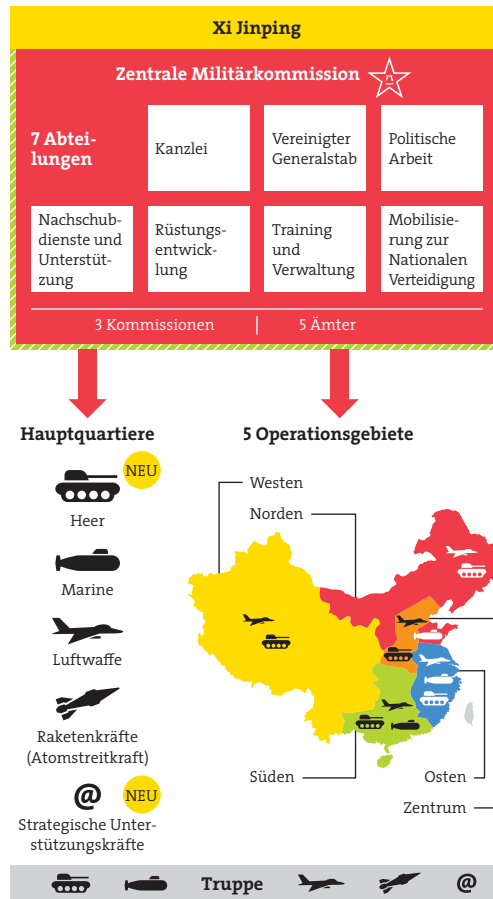 Xi Jinping
Zentrale Militärkommission
7 Abtei-
lungen
Kanzlei
Vereinigter
Generalstab
Politische
Arbeit
Nachschub-
dienste und
Unterstüt-
zung
Rüstungs-
entwick-
lung
Training
und
Verwaltung
Mobilisie-
rung zur
Nationalen
Verteidigung
3 Kommissionen
5 Ämter
Hauptquartiere
NEU
Heer
Marine
Luftwaffe
Raketenkräfte
(Atomstreitkraft)
@
NEU
Strategische Unter-
stützungskräfte
5 Operationsgebiete
Westen
Norden
Süden
Osten
Zentrum
Truppe
@